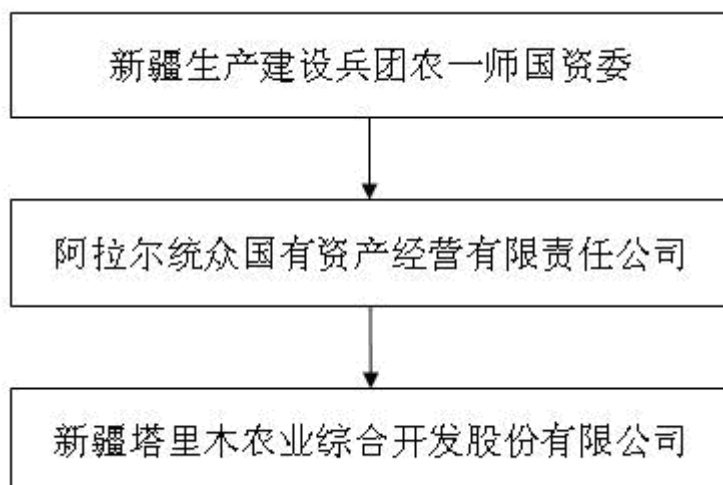 新疆生产建设兵团农一师国资委
阿拉尔统众国有资产经营有限责任公司
新疆塔里木农业综合开发股份有限公司